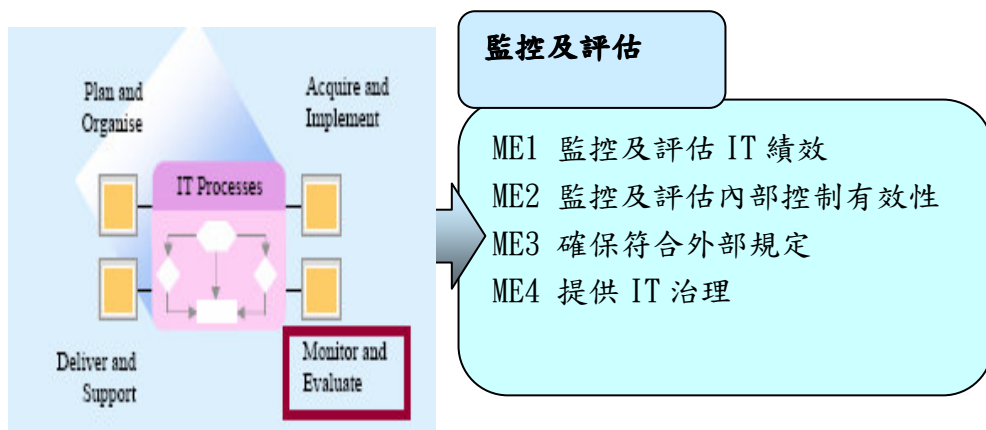 Plan and
Organise
Acquire and
Implement
IT Processes
Deliver and
Support
Monitor and
Evaluate
監控及評估
ME1 監控及評估 IT 績效
ME2 監控及評估內部控制有效性
ME3 確保符合外部規定
ME4 提供 IT 治理